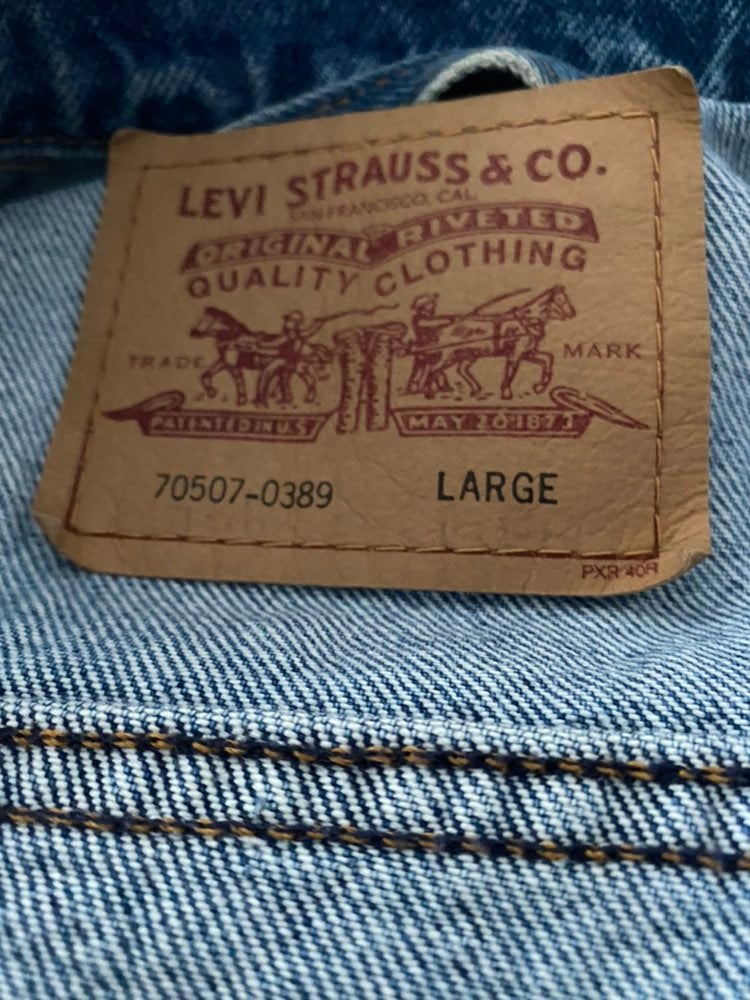 LEVI STRAUSS & CO.
SAN FRANCISCO, CAL.
ORIGINAL RIVETED
QUALITY CLOTHING
TRADE MARK
PATENTED IN U.S MAY 20 1873
70507-0389 LARGE
PXR 40R